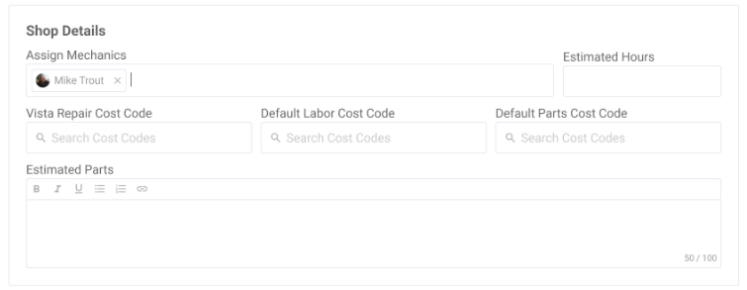 Shop Details
Assign Mechanics
Estimated Hours
Mike Trout ×
Vista Repair Cost Code
Default Labor Cost Code
Default Parts Cost Code
Search Cost Codes
Search Cost Codes
Search Cost Codes
Estimated Parts
B I U
50 / 100